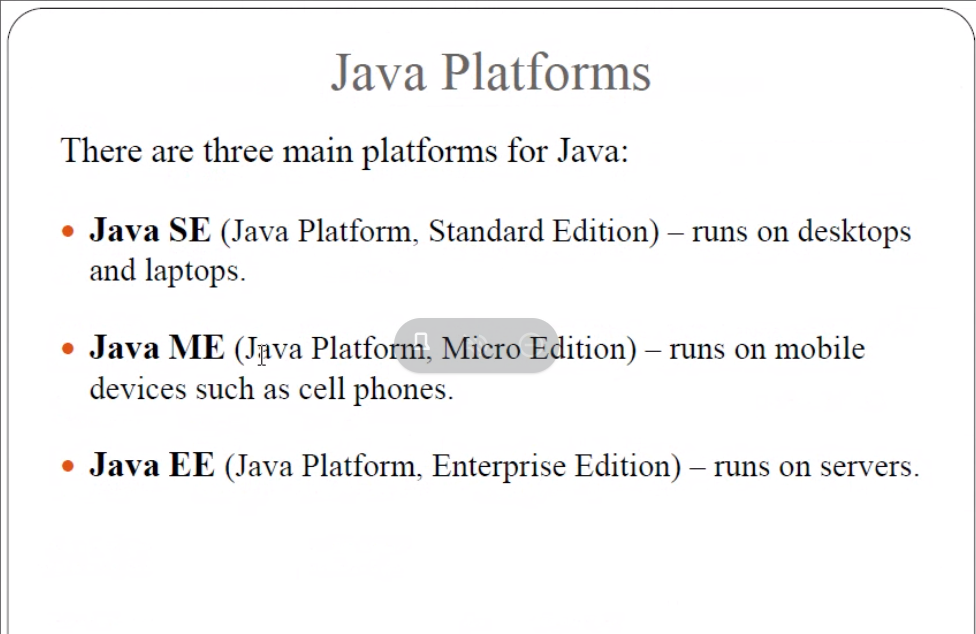 Java Platforms
There are three main platforms for Java:
• Java SE (Java Platform, Standard Edition) – runs on desktops
and laptops.
• Java ME (Java Platform, Micro Edition) – runs on mobile
devices such as cell phones.
• Java EE (Java Platform, Enterprise Edition) – runs on servers.